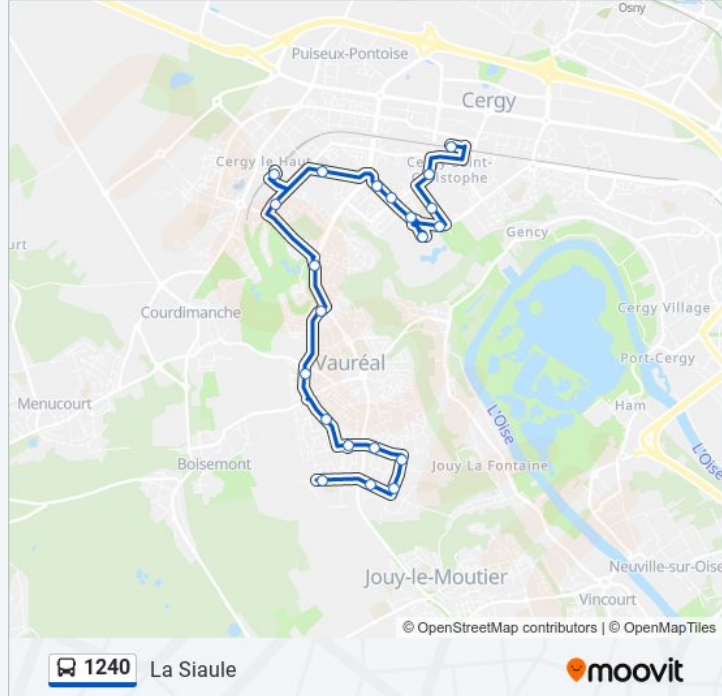 Osny
Puiseux-Pontoise
Cergy
Cergy le Haut
Cergy Saint-
Christophe
Gency
Cergy Village
Courdimanche
Port-Cergy
Vauréal
Menucourt
L'Oise
Ham
L'Oise
Boisemont
Jouy La Fontaine
Neuville-sur-Oise
Jouy-le-Moutier
Vincourt
© OpenStreetMap contributors | © OpenMapTiles
1240 La Siaule
moovit